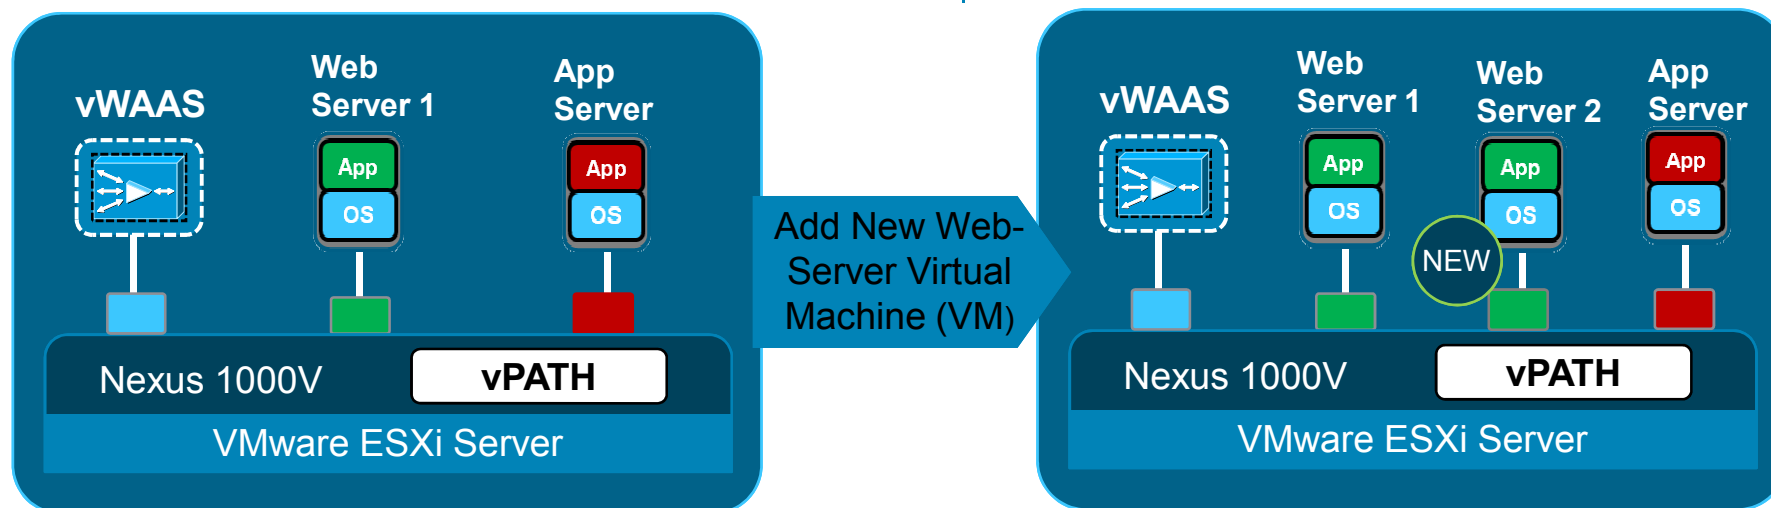 vWAAS
Web
Server 1
App
Server
App
OS
App
OS
Nexus 1000V
vPATH
VMware ESXi Server
Add New Web-
Server Virtual
Machine (VM)
vWAAS
Web
Server 1
Web
Server 2
App
Server
App
OS
App
OS
App
OS
NEW
Nexus 1000V
vPATH
VMware ESXi Server